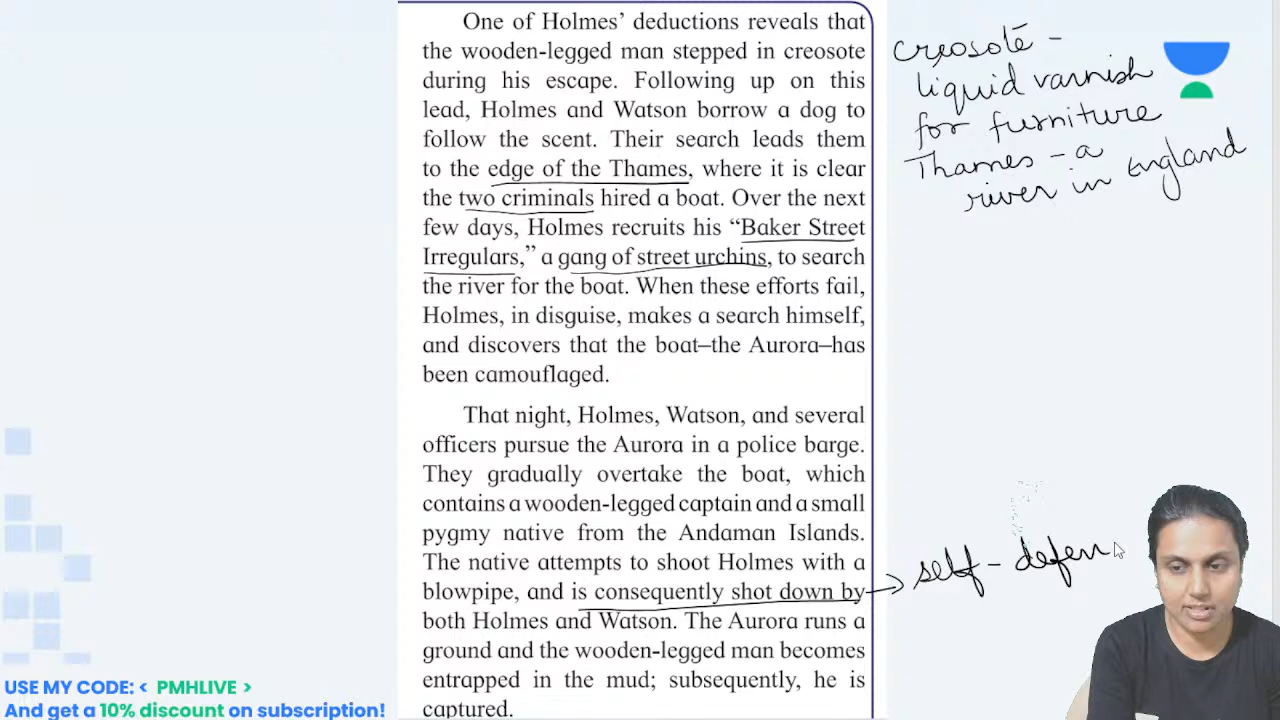 One of Holmes’ deductions reveals that
the wooden-legged man stepped in creosote
during his escape. Following up on this
lead, Holmes and Watson borrow a dog to
follow the scent. Their search leads them
to the edge of the Thames, where it is clear
the two criminals hired a boat. Over the next
few days, Holmes recruits his “Baker Street
Irregulars,” a gang of street urchins, to search
the river for the boat. When these efforts fail,
Holmes, in disguise, makes a search himself,
and discovers that the boat–the Aurora–has
been camouflaged.
That night, Holmes, Watson, and several
officers pursue the Aurora in a police barge.
They gradually overtake the boat, which
contains a wooden-legged captain and a small
pygmy native from the Andaman Islands.
The native attempts to shoot Holmes with a
blowpipe, and is consequently shot down by
both Holmes and Watson. The Aurora runs a
ground and the wooden-legged man becomes
entrapped in the mud; subsequently, he is
captured.
creosote -
liquid varnish
for furniture
Thames - a
river in England
self - defen
USE MY CODE: < PMHLIVE >
And get a 10% discount on subscription!